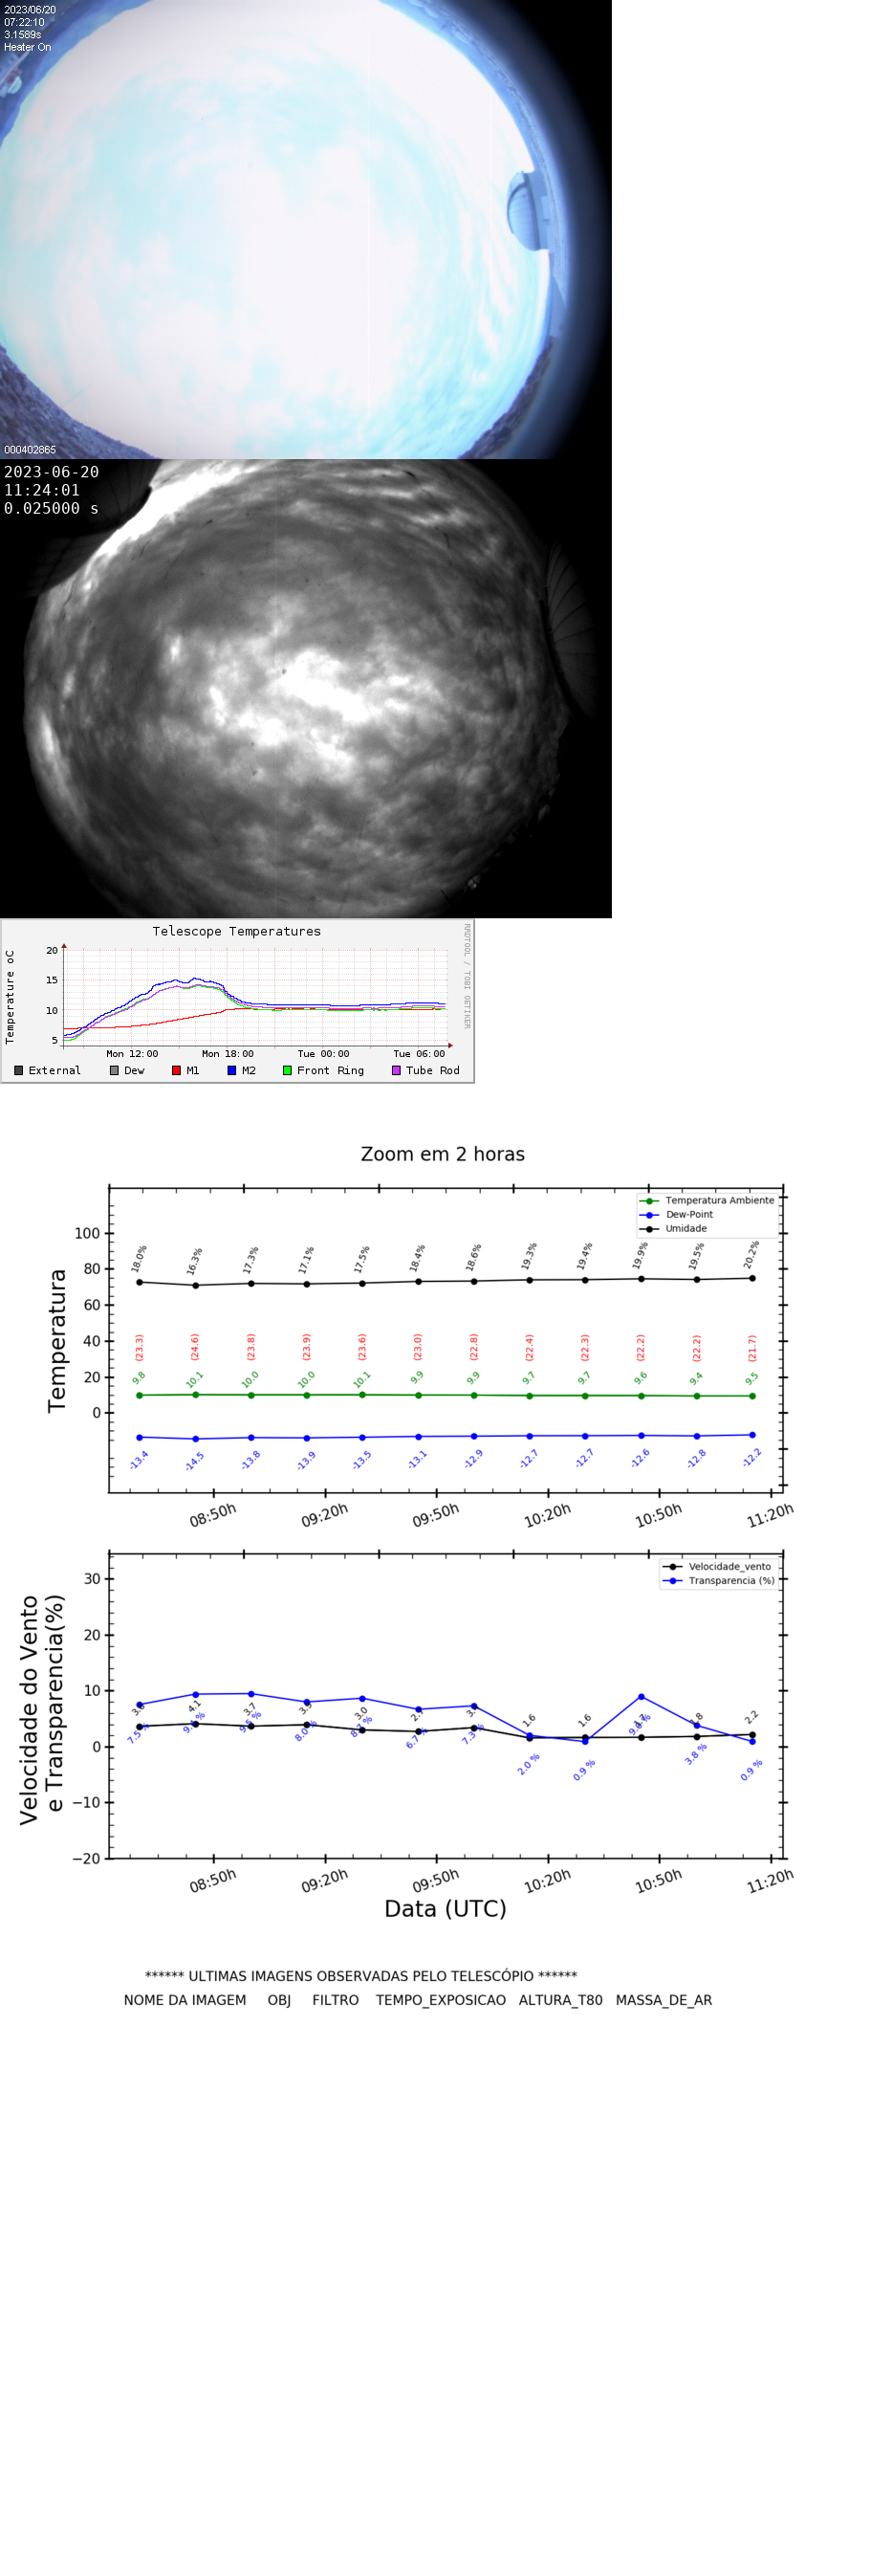 2023/06/20
07:22:10
3.1589s
Heater On
000402865
2023-06-20
11:24:01
0.025000 s
Telescope Temperatures
RRDTOOL / TOBI OETIKER
Temperature oC
20
15
10
5
Mon 12:00 Mon 18:00 Tue 00:00 Tue 06:00
External Dew M1 M2 Front Ring Tube Rod
Zoom em 2 horas
Temperatura Ambiente
Dew-Point
Umidade
Temperatura
100
80
60
40
20
0
18.0% 16.3% 17.3% 17.1% 17.5% 18.4% 18.6% 19.3% 19.4% 19.9% 19.5% 20.2%
(23.3) (24.6) (23.8) (23.9) (23.6) (23.0) (22.8) (22.4) (22.3) (22.2) (22.2) (21.7)
9.8 10.1 10.0 10.0 10.1 9.9 9.9 9.7 9.7 9.6 9.4 9.5
-13.4 -14.5 -13.8 -13.9 -13.5 -13.1 -12.9 -12.7 -12.7 -12.6 -12.8 -12.2
08:50h 09:20h 09:50h 10:20h 10:50h 11:20h
Velocidade_vento
Transparencia (%)
Velocidade do Vento
e Transparencia(%)
30
20
10
0
−10
−20
4.1 3.7 3.0 1.6 1.6 2.2
7.5 % 8.0 % 6.7 % 7.3 % 2.0 % 0.9 % 3.8 % 0.9 %
08:50h 09:20h 09:50h 10:20h 10:50h 11:20h
Data (UTC)
****** ULTIMAS IMAGENS OBSERVADAS PELO TELESCÓPIO ******
NOME DA IMAGEM OBJ FILTRO TEMPO_EXPOSICAO ALTURA_T80 MASSA_DE_AR